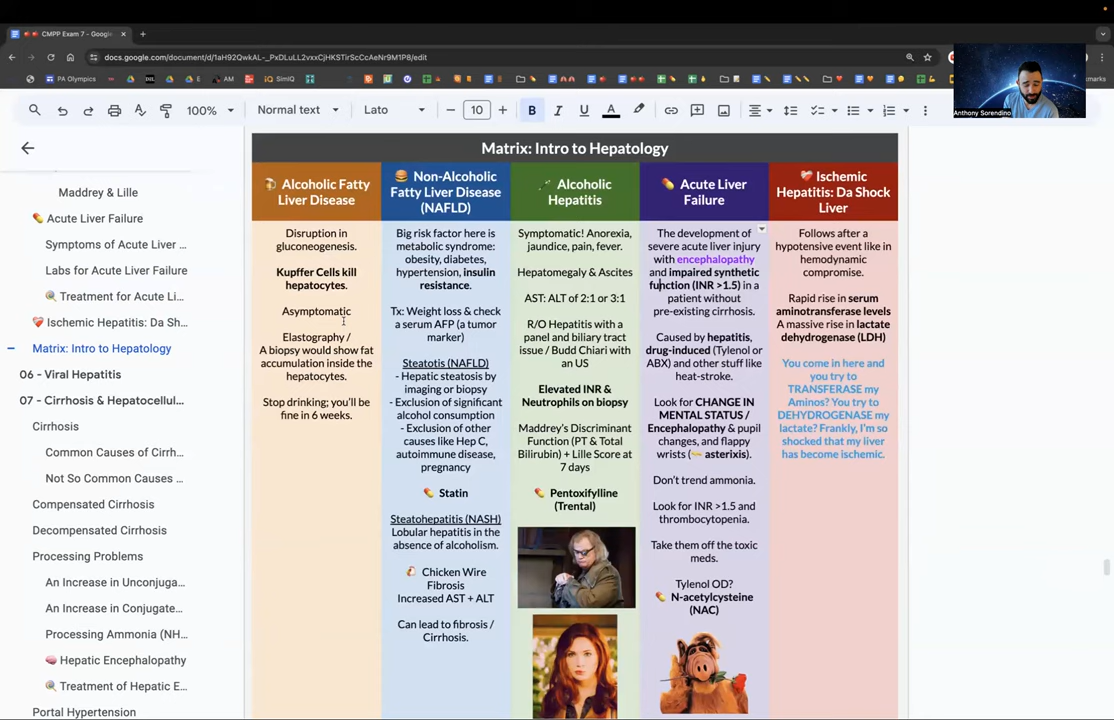 CMPP Exam 7 -
docs.google.com/document/d/1aH92QwkAL-_PxDLuLL2vxxCjHKSTirScCcAeNr9M1P8/edit
PA Olympics
AM
SimIQ
Anthony Sorendino
100%
Normal text
Lato
10
Maddrey & Lille
Acute Liver Failure
Symptoms of Acute Liver ...
Labs for Acute Liver Failure
Treatment for Acute Li...
Ischemic Hepatitis: Da Sh...
Matrix: Intro to Hepatology
06 - Viral Hepatitis
07 - Cirrhosis & Hepatocellul...
Cirrhosis
Common Causes of Cirrh...
Not So Common Causes ...
Compensated Cirrhosis
Decompensated Cirrhosis
Processing Problems
An Increase in Unconjuga...
An Increase in Conjugate...
Processing Ammonia (NH...
Hepatic Encephalopathy
Treatment of Hepatic E...
Portal Hypertension
Matrix: Intro to Hepatology
Alcoholic Fatty
Liver Disease
Disruption in
gluconeogenesis.
Kupffer Cells kill
hepatocytes.
Asymptomatic
Elastography /
A biopsy would show fat
accumulation inside the
hepatocytes.
Stop drinking; you'll be
fine in 6 weeks.
Non-Alcoholic
Fatty Liver Disease
(NAFLD)
Big risk factor here is
metabolic syndrome:
obesity, diabetes,
hypertension, insulin
resistance.
Tx: Weight loss & check
a serum AFP (a tumor
marker)
Steatotis (NAFLD)
- Hepatic steatosis by
imaging or biopsy
- Exclusion of significant
alcohol consumption
- Exclusion of other
causes like Hep C,
autoimmune disease,
pregnancy
Statin
Steatohepatitis (NASH)
Lobular hepatitis in the
absence of alcoholism.
Chicken Wire
Fibrosis
Increased AST + ALT
Can lead to fibrosis /
Cirrhosis.
Alcoholic
Hepatitis
Symptomatic! Anorexia,
jaundice, pain, fever.
Hepatomegaly & Ascites
AST: ALT of 2:1 or 3:1
R/O Hepatitis with a
panel and biliary tract
issue / Budd Chiari with
an US
Elevated INR &
Neutrophils on biopsy
Maddrey's Discriminant
Function (PT & Total
Bilirubin) + Lille Score at
7 days
Pentoxifylline
(Trental)
Acute Liver
Failure
The development of
severe acute liver injury
with encephalopathy
and impaired synthetic
function (INR >1.5) in a
patient without
pre-existing cirrhosis.
Caused by hepatitis,
drug-induced (Tylenol or
ABX) and other stuff like
heat-stroke.
Look for CHANGE IN
MENTAL STATUS /
Encephalopathy & pupil
changes, and flappy
wrists ( asterixis).
Don't trend ammonia.
Look for INR >1.5 and
thrombocytopenia.
Take them off the toxic
meds.
Tylenol OD?
N-acetylcysteine
(NAC)
Ischemic
Hepatitis: Da Shock
Liver
Follows after a
hypotensive event like in
hemodynamic
compromise.
Rapid rise in serum
aminotransferase levels
A massive rise in lactate
dehydrogenase (LDH)
You come in here and
you try to
TRANSFERASE my
Aminos? You try to
DEHYDROGENASE my
lactate? Frankly, I'm so
shocked that my liver
has become ischemic.